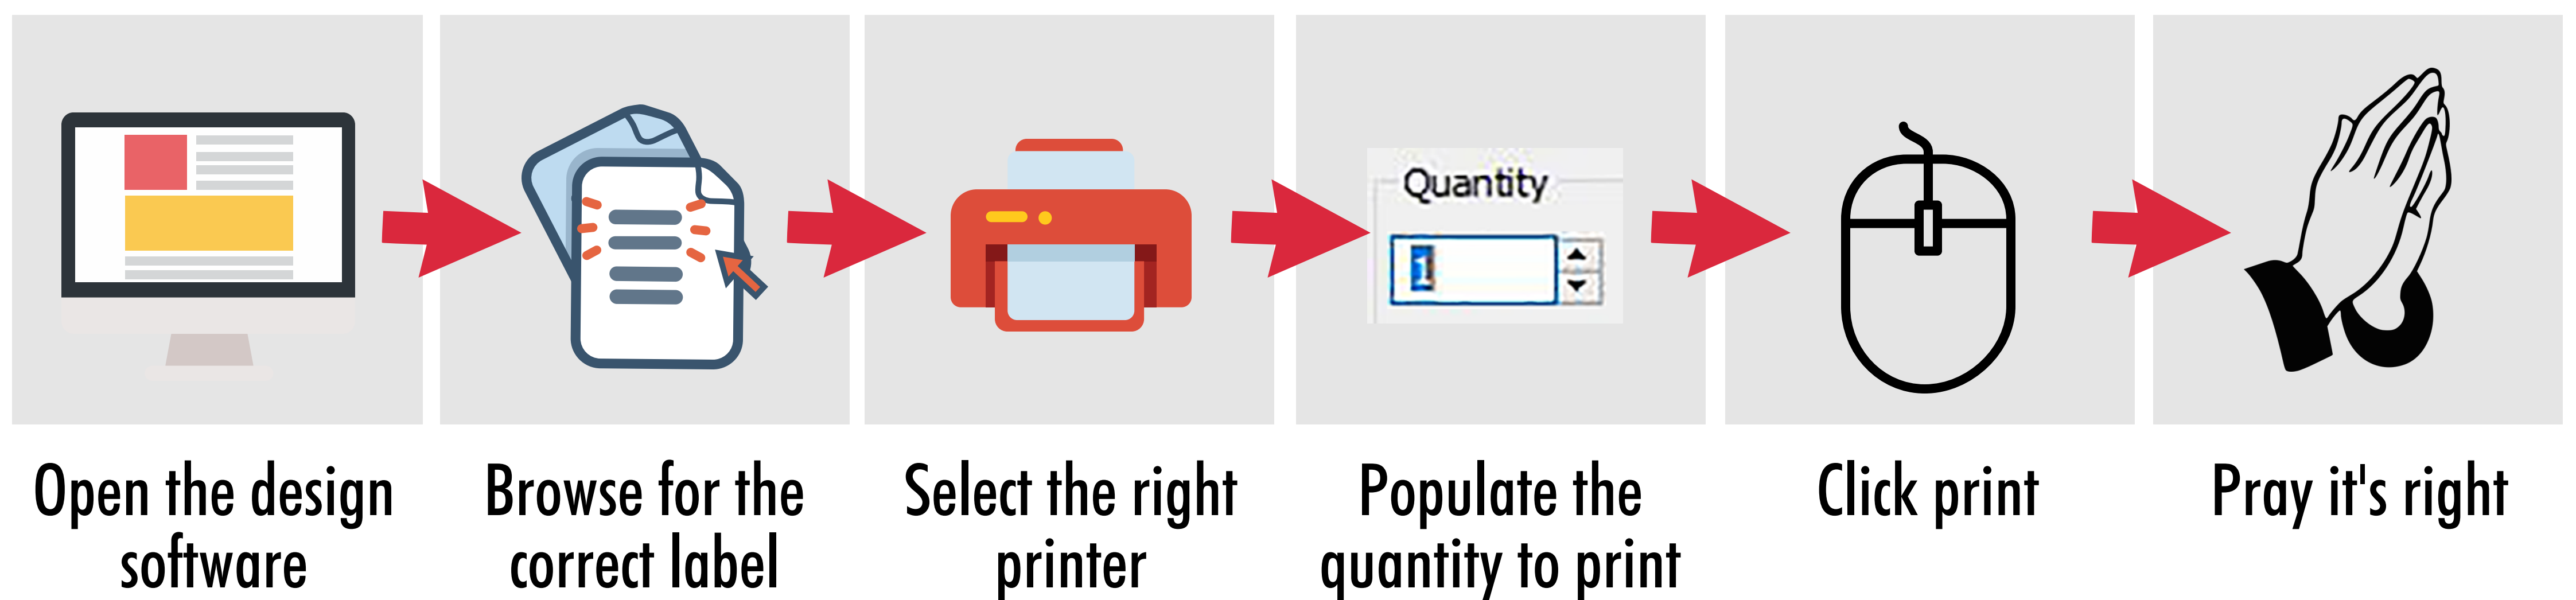 Quantity
1
Open the design
software
Browse for the
correct label
Select the right
printer
Populate the
quantity to print
Click print
Pray it's right